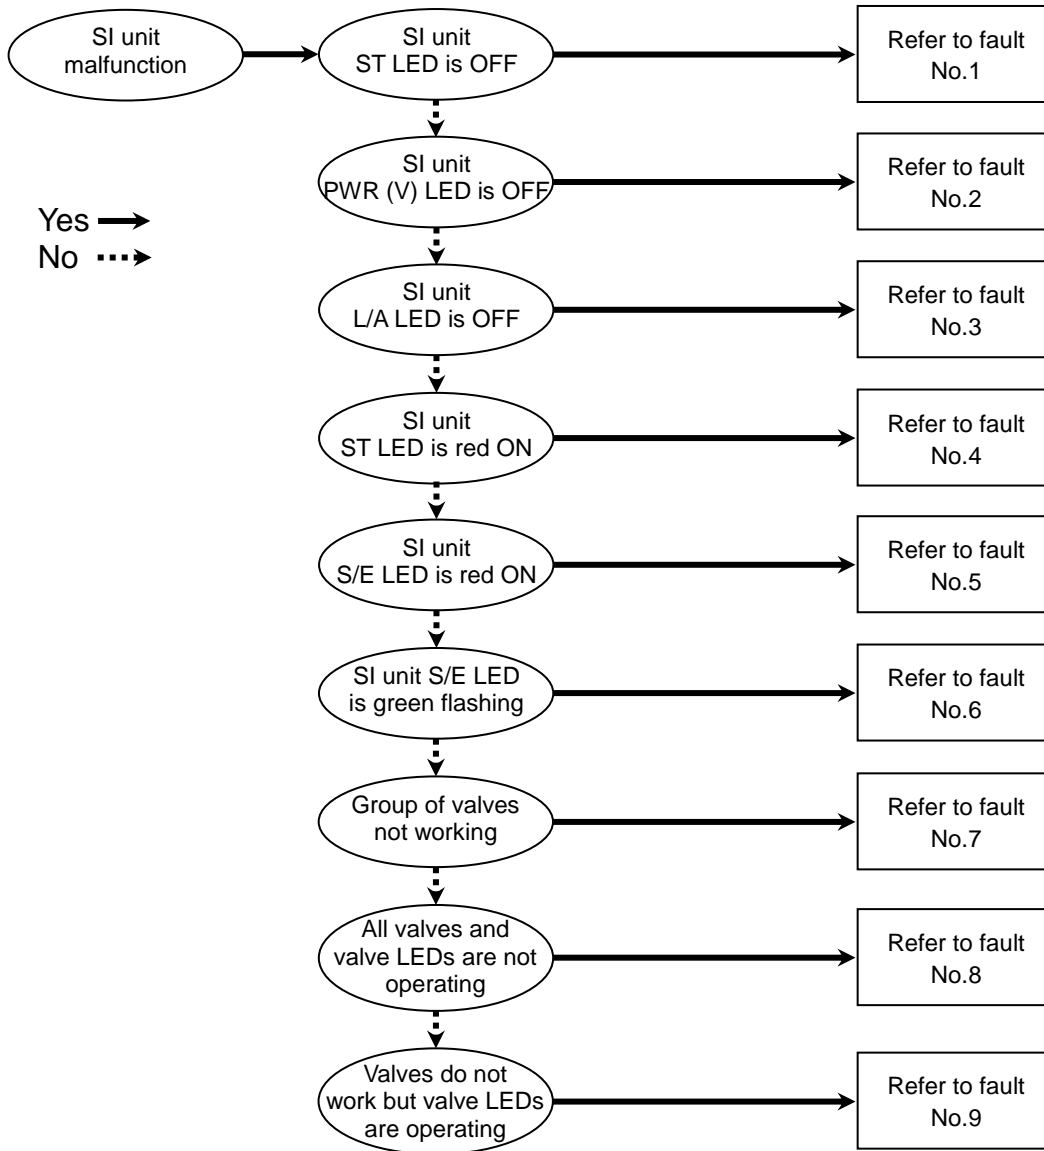 SI unit
malfunction
SI unit
ST LED is OFF
Refer to fault
No.1
SI unit
PWR (V) LED is OFF
Refer to fault
No.2
Yes
No
SI unit
L/A LED is OFF
Refer to fault
No.3
SI unit
ST LED is red ON
Refer to fault
No.4
SI unit
S/E LED is red ON
Refer to fault
No.5
SI unit S/E LED
is green flashing
Refer to fault
No.6
Group of valves
not working
Refer to fault
No.7
All valves and
valve LEDs are not
operating
Refer to fault
No.8
Valves do not
work but valve LEDs
are operating
Refer to fault
No.9